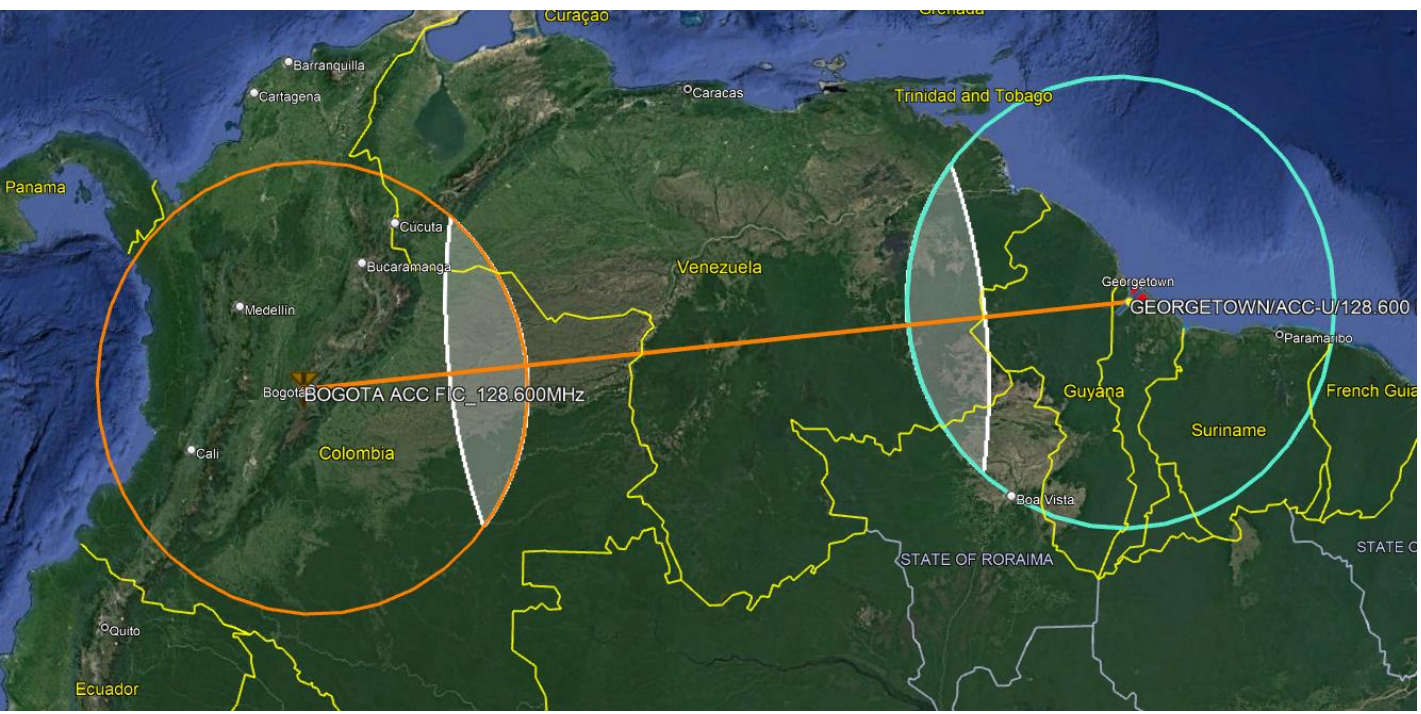 Curaçao
Grenada
Barranquilla
Cartagena
Caracas
Trinidad and Tobago
Panama
Cúcuta
Bucaramanga
Venezuela
Medellín
Georgetown
GEORGETOWN/ACC-U/128.600
Paramaribo
Bogotá
BOGOTA ACC FIC_128.600MHz
Guyana
French Guia
Suriname
Cali
Colombia
Boa Vista
STATE OF RORAIMA
STATE O
Quito
Ecuador